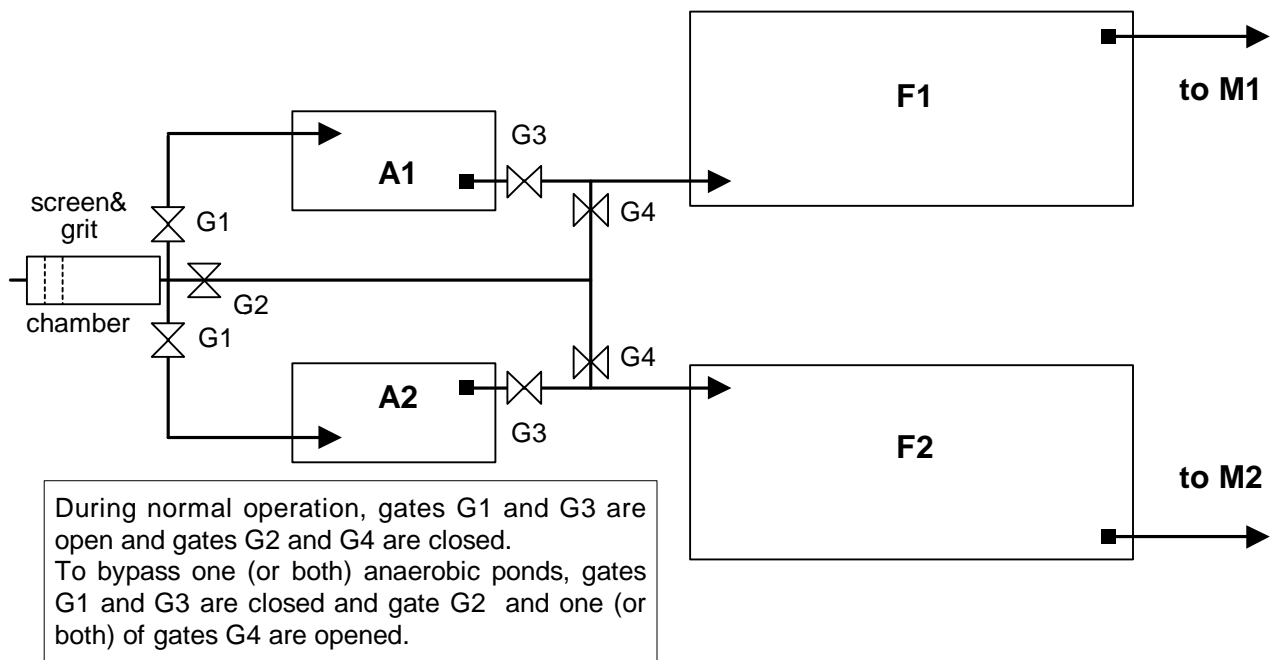 F1
to M1
G3
A1
screen&
grit
G1
G4
G2
chamber
G1
G4
A2
G3
F2
to M2
During normal operation, gates G1 and G3 are
open and gates G2 and G4 are closed.
To bypass one (or both) anaerobic ponds, gates
G1 and G3 are closed and gate G2 and one (or
both) of gates G4 are opened.